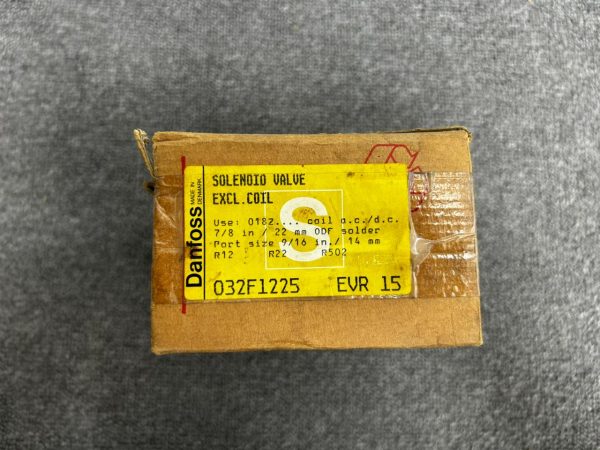 Danfoss
MADE IN
DENMARK
SOLENOID VALVE
EXCL.COIL
S
Use: 018Z.... coil a.c./d.c.
7/8 in / 22 mm ODF solder
Port size 9/16 in./ 14 mm
R12 R22 R502
032F1225 EVR 15